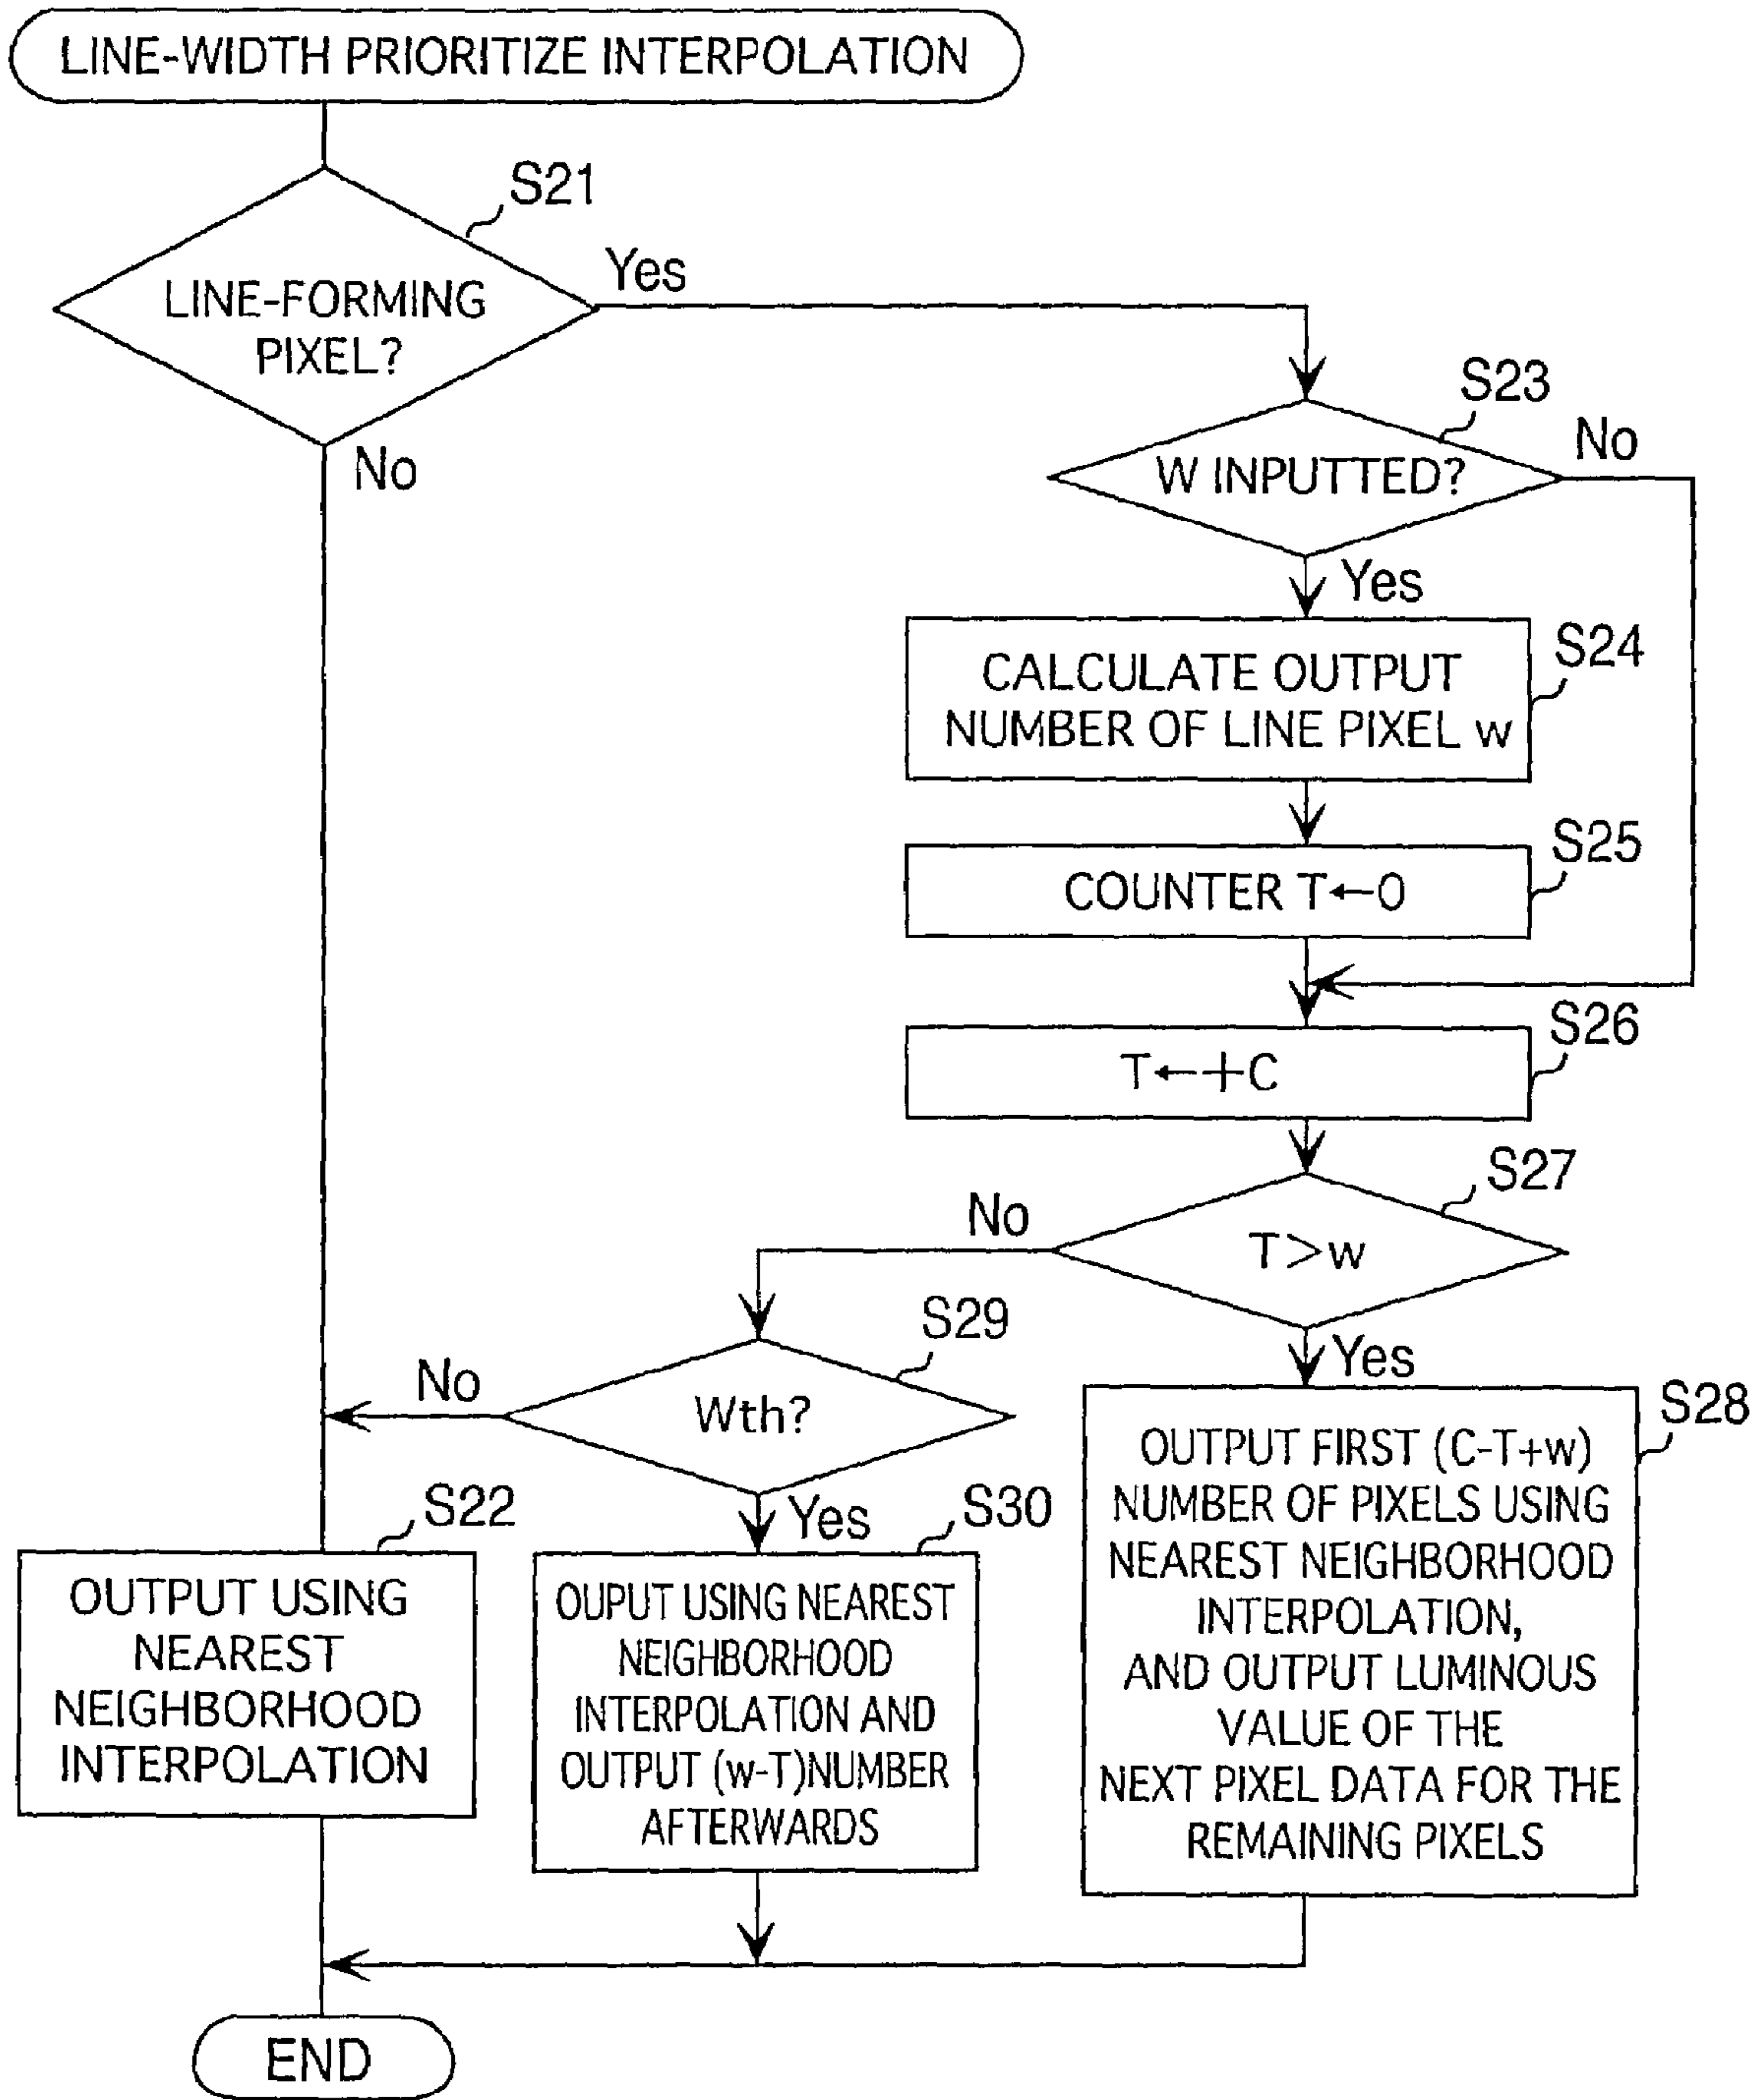 LINE-WIDTH PRIORITIZE INTERPOLATION
S21
LINE-FORMING
PIXEL?
Yes
No
S23
W INPUTTED?
No
Yes
S24
CALCULATE OUTPUT
NUMBER OF LINE PIXEL w
S25
COUNTER T←0
S26
T←+C
S27
T>w
No
Yes
S29
Wth?
No
Yes
S28
OUTPUT FIRST (C-T+w)
NUMBER OF PIXELS USING
NEAREST NEIGHBORHOOD
INTERPOLATION,
AND OUTPUT LUMINOUS
VALUE OF THE
NEXT PIXEL DATA FOR THE
REMAINING PIXELS
S22
OUTPUT USING
NEAREST
NEIGHBORHOOD
INTERPOLATION
S30
OUPUT USING NEAREST
NEIGHBORHOOD
INTERPOLATION AND
OUTPUT (w-T)NUMBER
AFTERWARDS
END